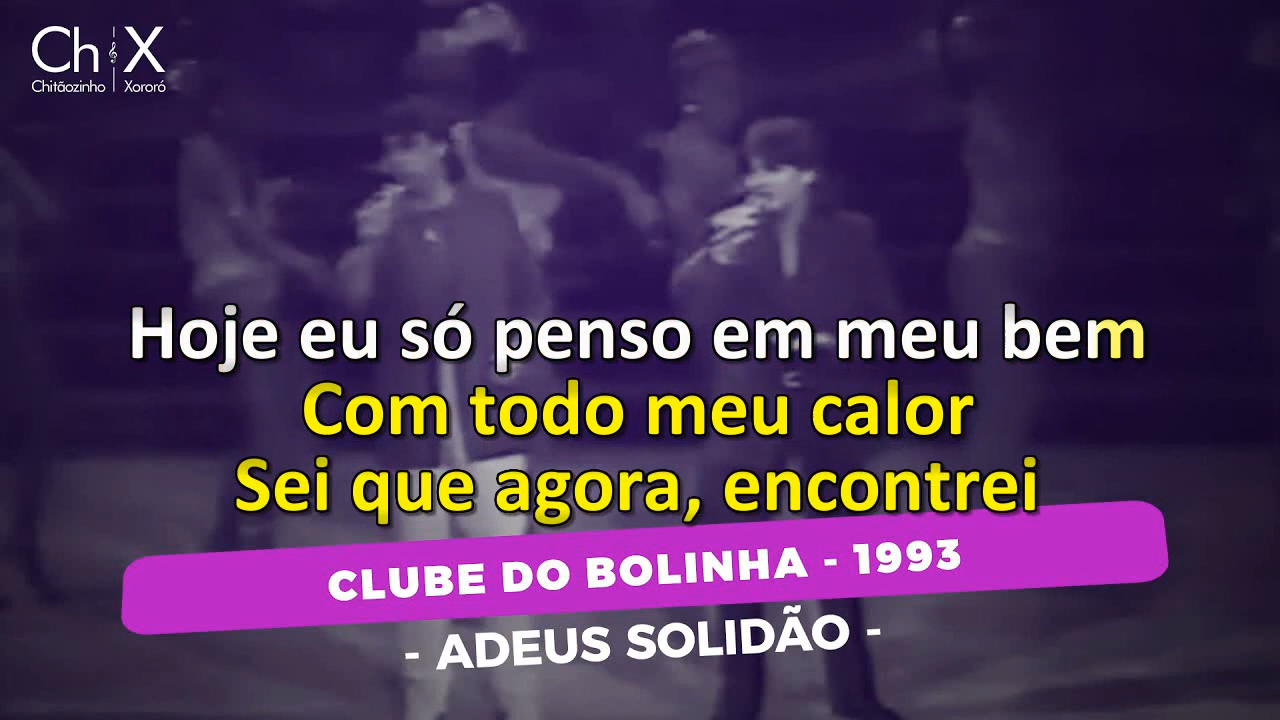 Ch X
Chitãozinho Xororó
Hoje eu só penso em meu bem
Com todo meu calor
Sei que agora, encontrei
CLUBE DO BOLINHA - 1993
- ADEUS SOLIDÃO -